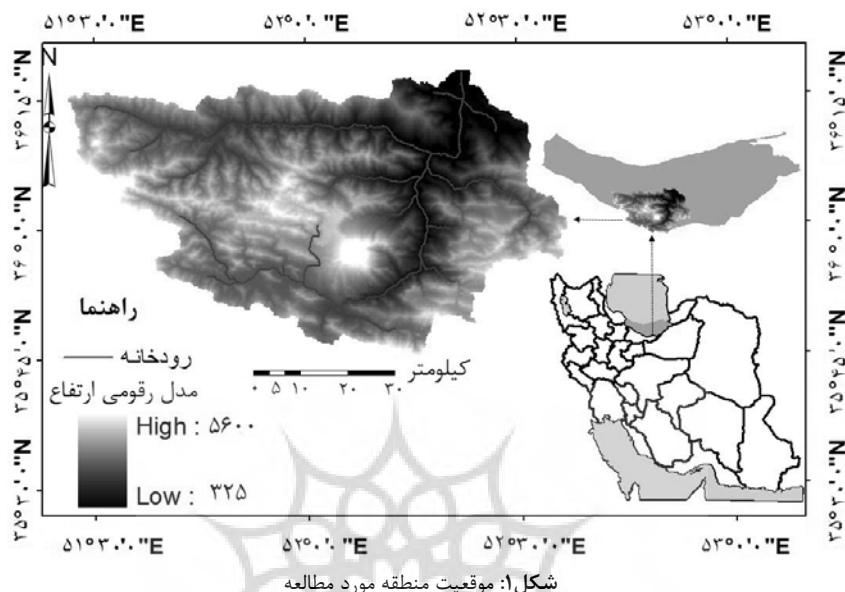 ۵۱°۳۰'۰"E ۵۲°۰'۰"E ۵۲°۳۰'۰"E ۵۳°۰'۰"E
N
۳۶°۱۵'۰"N ۳۶°۱۵'۰"N
۳۶°۰'۰"N ۳۶°۰'۰"N
۳۵°۴۵'۰"N ۳۵°۴۵'۰"N
۳۵°۳۰'۰"N ۳۵°۳۰'۰"N
راهنما
رودخانه
مدل رقومی ارتفاع
High : ۵۶۰۰
Low : ۳۲۵
کیلومتر
۰ ۵ ۱۰ ۲۰ ۳۰
۵۱°۳۰'۰"E ۵۲°۰'۰"E ۵۲°۳۰'۰"E ۵۳°۰'۰"E
شکل۱: موقعیت منطقه مورد مطالعه